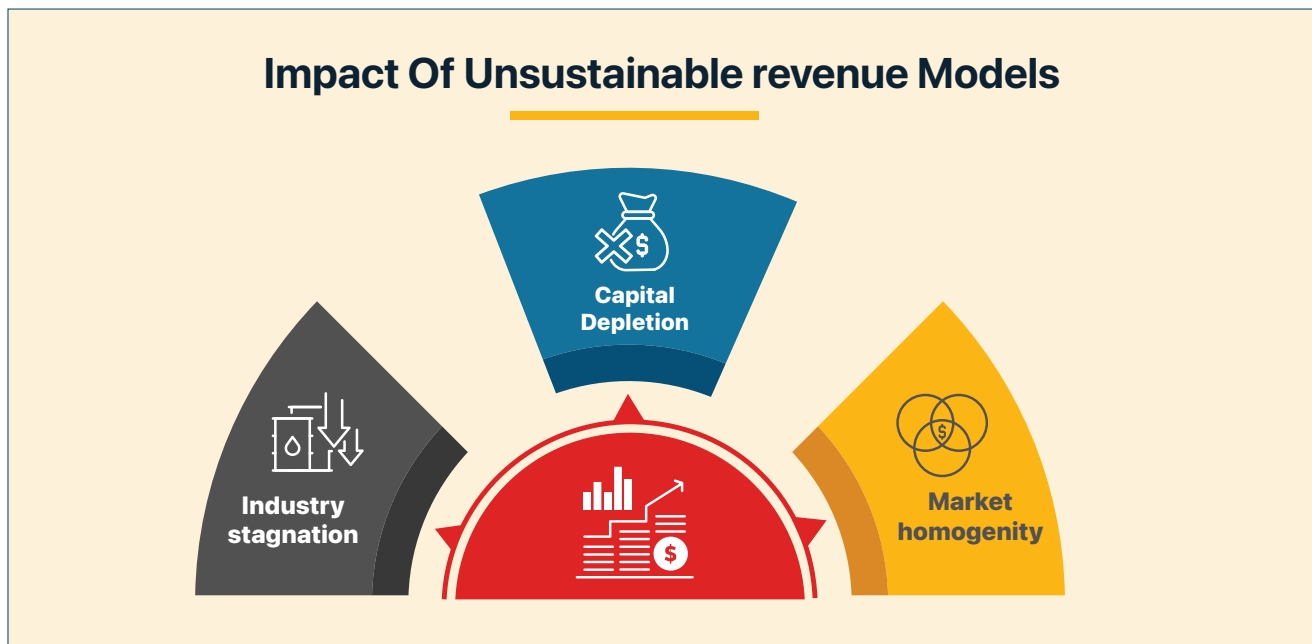 Impact Of Unsustainable revenue Models
$
Capital
Depletion
Industry
stagnation
$
Market
homogenity
$